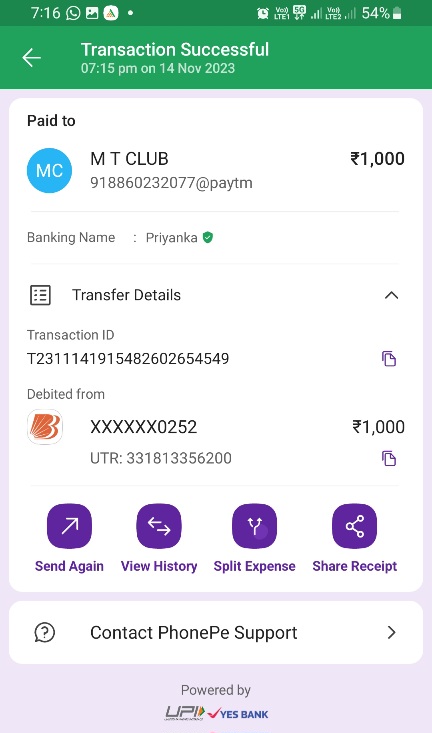 7:16
Vo)) LTE1 5G Vo)) LTE2 54%
Transaction Successful
07:15 pm on 14 Nov 2023
Paid to
MC M T CLUB ₹1,000
918860232077@paytm
Banking Name : Priyanka
Transfer Details
Transaction ID
T2311141915482602654549
Debited from
XXXXXX0252 ₹1,000
UTR: 331813356200
Send Again View History Split Expense Share Receipt
Contact PhonePe Support
Powered by
UPI YES BANK